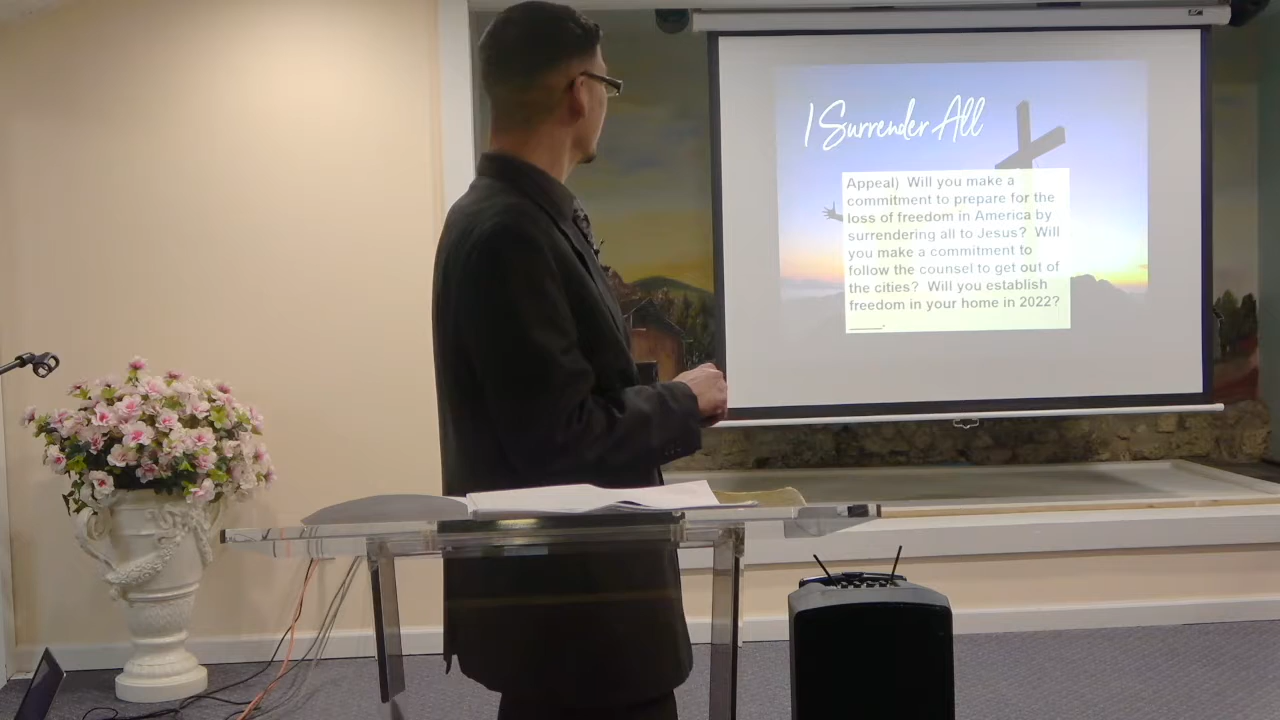 I Surrender All
Appeal) Will you make a
commitment to prepare for the
loss of freedom in America by
surrendering all to Jesus? Will
you make a commitment to
follow the counsel to get out of
the cities? Will you establish
freedom in your home in 2022?
_____.